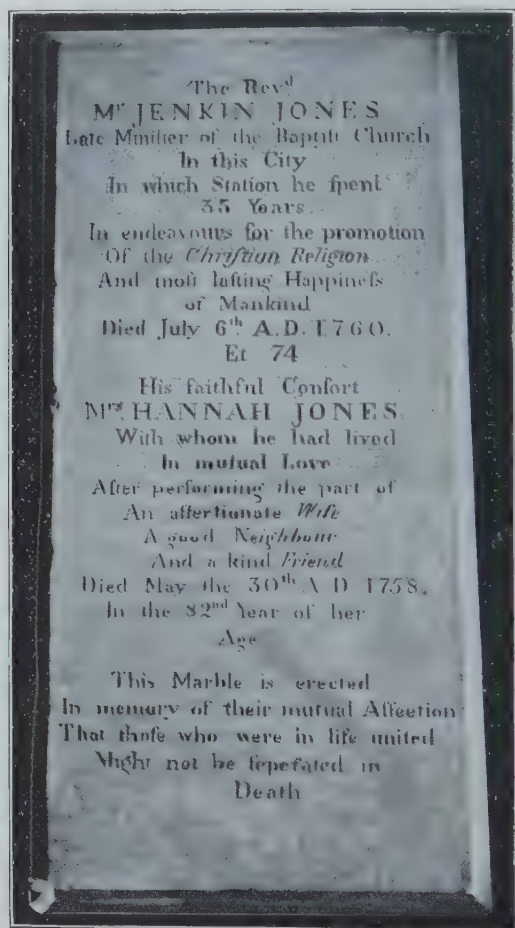 The Revᵈ
Mʳ JENKIN JONES
Late Miniſter of the Baptiſt Church
In this City
In which Station he ſpent
35 Years.
In endeavours for the promotion
Of the Chriſtian Religion
And moſt laſting Happineſs
of Mankind
Died July 6ᵗʰ A.D. 1760.
Et 74
His faithful Conſort
Mʳˢ HANNAH JONES
With whom he had lived
In mutual Love
After performing the part of
An affectionate Wife
A good Neighbour
And a kind Friend
Died May the 30ᵗʰ A D 1758.
In the 82ⁿᵈ Year of her
Age
This Marble is erected
In memory of their mutual Affection
That thoſe who were in life united
Might not be ſeperated in
Death